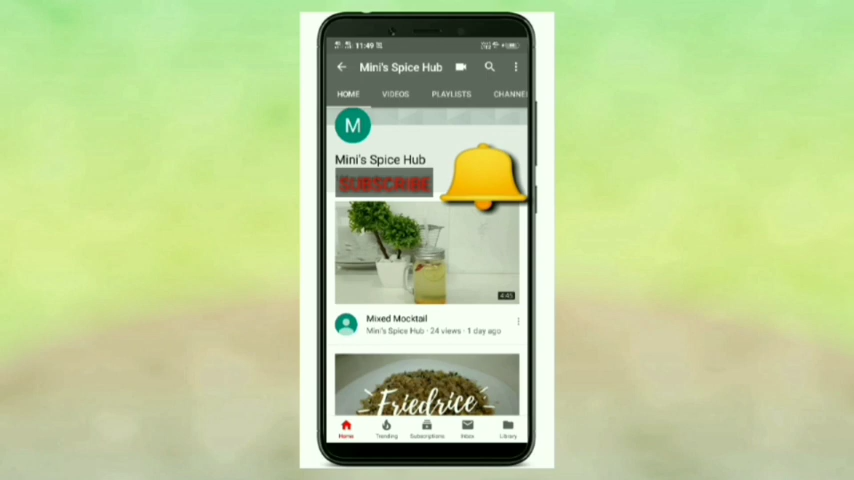 11:49
Mini's Spice Hub
HOME VIDEOS PLAYLISTS CHANNEL
M
Mini's Spice Hub
SUBSCRIBE
4:45
Mixed Mocktail
Mini's Spice Hub · 24 views · 1 day ago
Friedrice
Home Trending Subscriptions Inbox Library